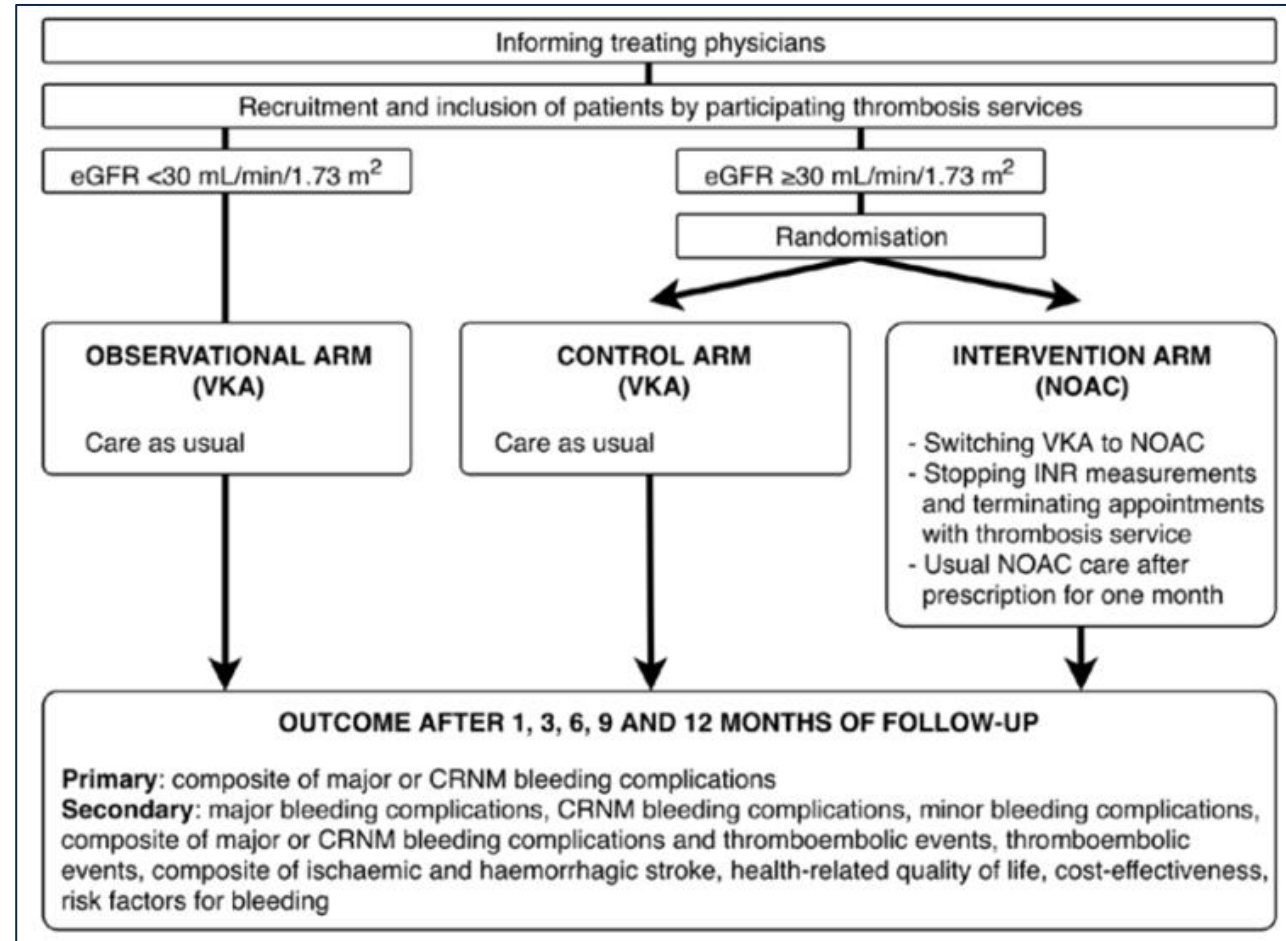 Informing treating physicians
Recruitment and inclusion of patients by participating thrombosis services
eGFR <30 mL/min/1.73 m²
eGFR ≥30 mL/min/1.73 m²
Randomisation
OBSERVATIONAL ARM
(VKA)
Care as usual
CONTROL ARM
(VKA)
Care as usual
INTERVENTION ARM
(NOAC)
- Switching VKA to NOAC
- Stopping INR measurements
and terminating appointments
with thrombosis service
- Usual NOAC care after
prescription for one month
OUTCOME AFTER 1, 3, 6, 9 AND 12 MONTHS OF FOLLOW-UP
Primary: composite of major or CRNM bleeding complications
Secondary: major bleeding complications, CRNM bleeding complications, minor bleeding complications,
composite of major or CRNM bleeding complications and thromboembolic events, thromboembolic
events, composite of ischaemic and haemorrhagic stroke, health-related quality of life, cost-effectiveness,
risk factors for bleeding